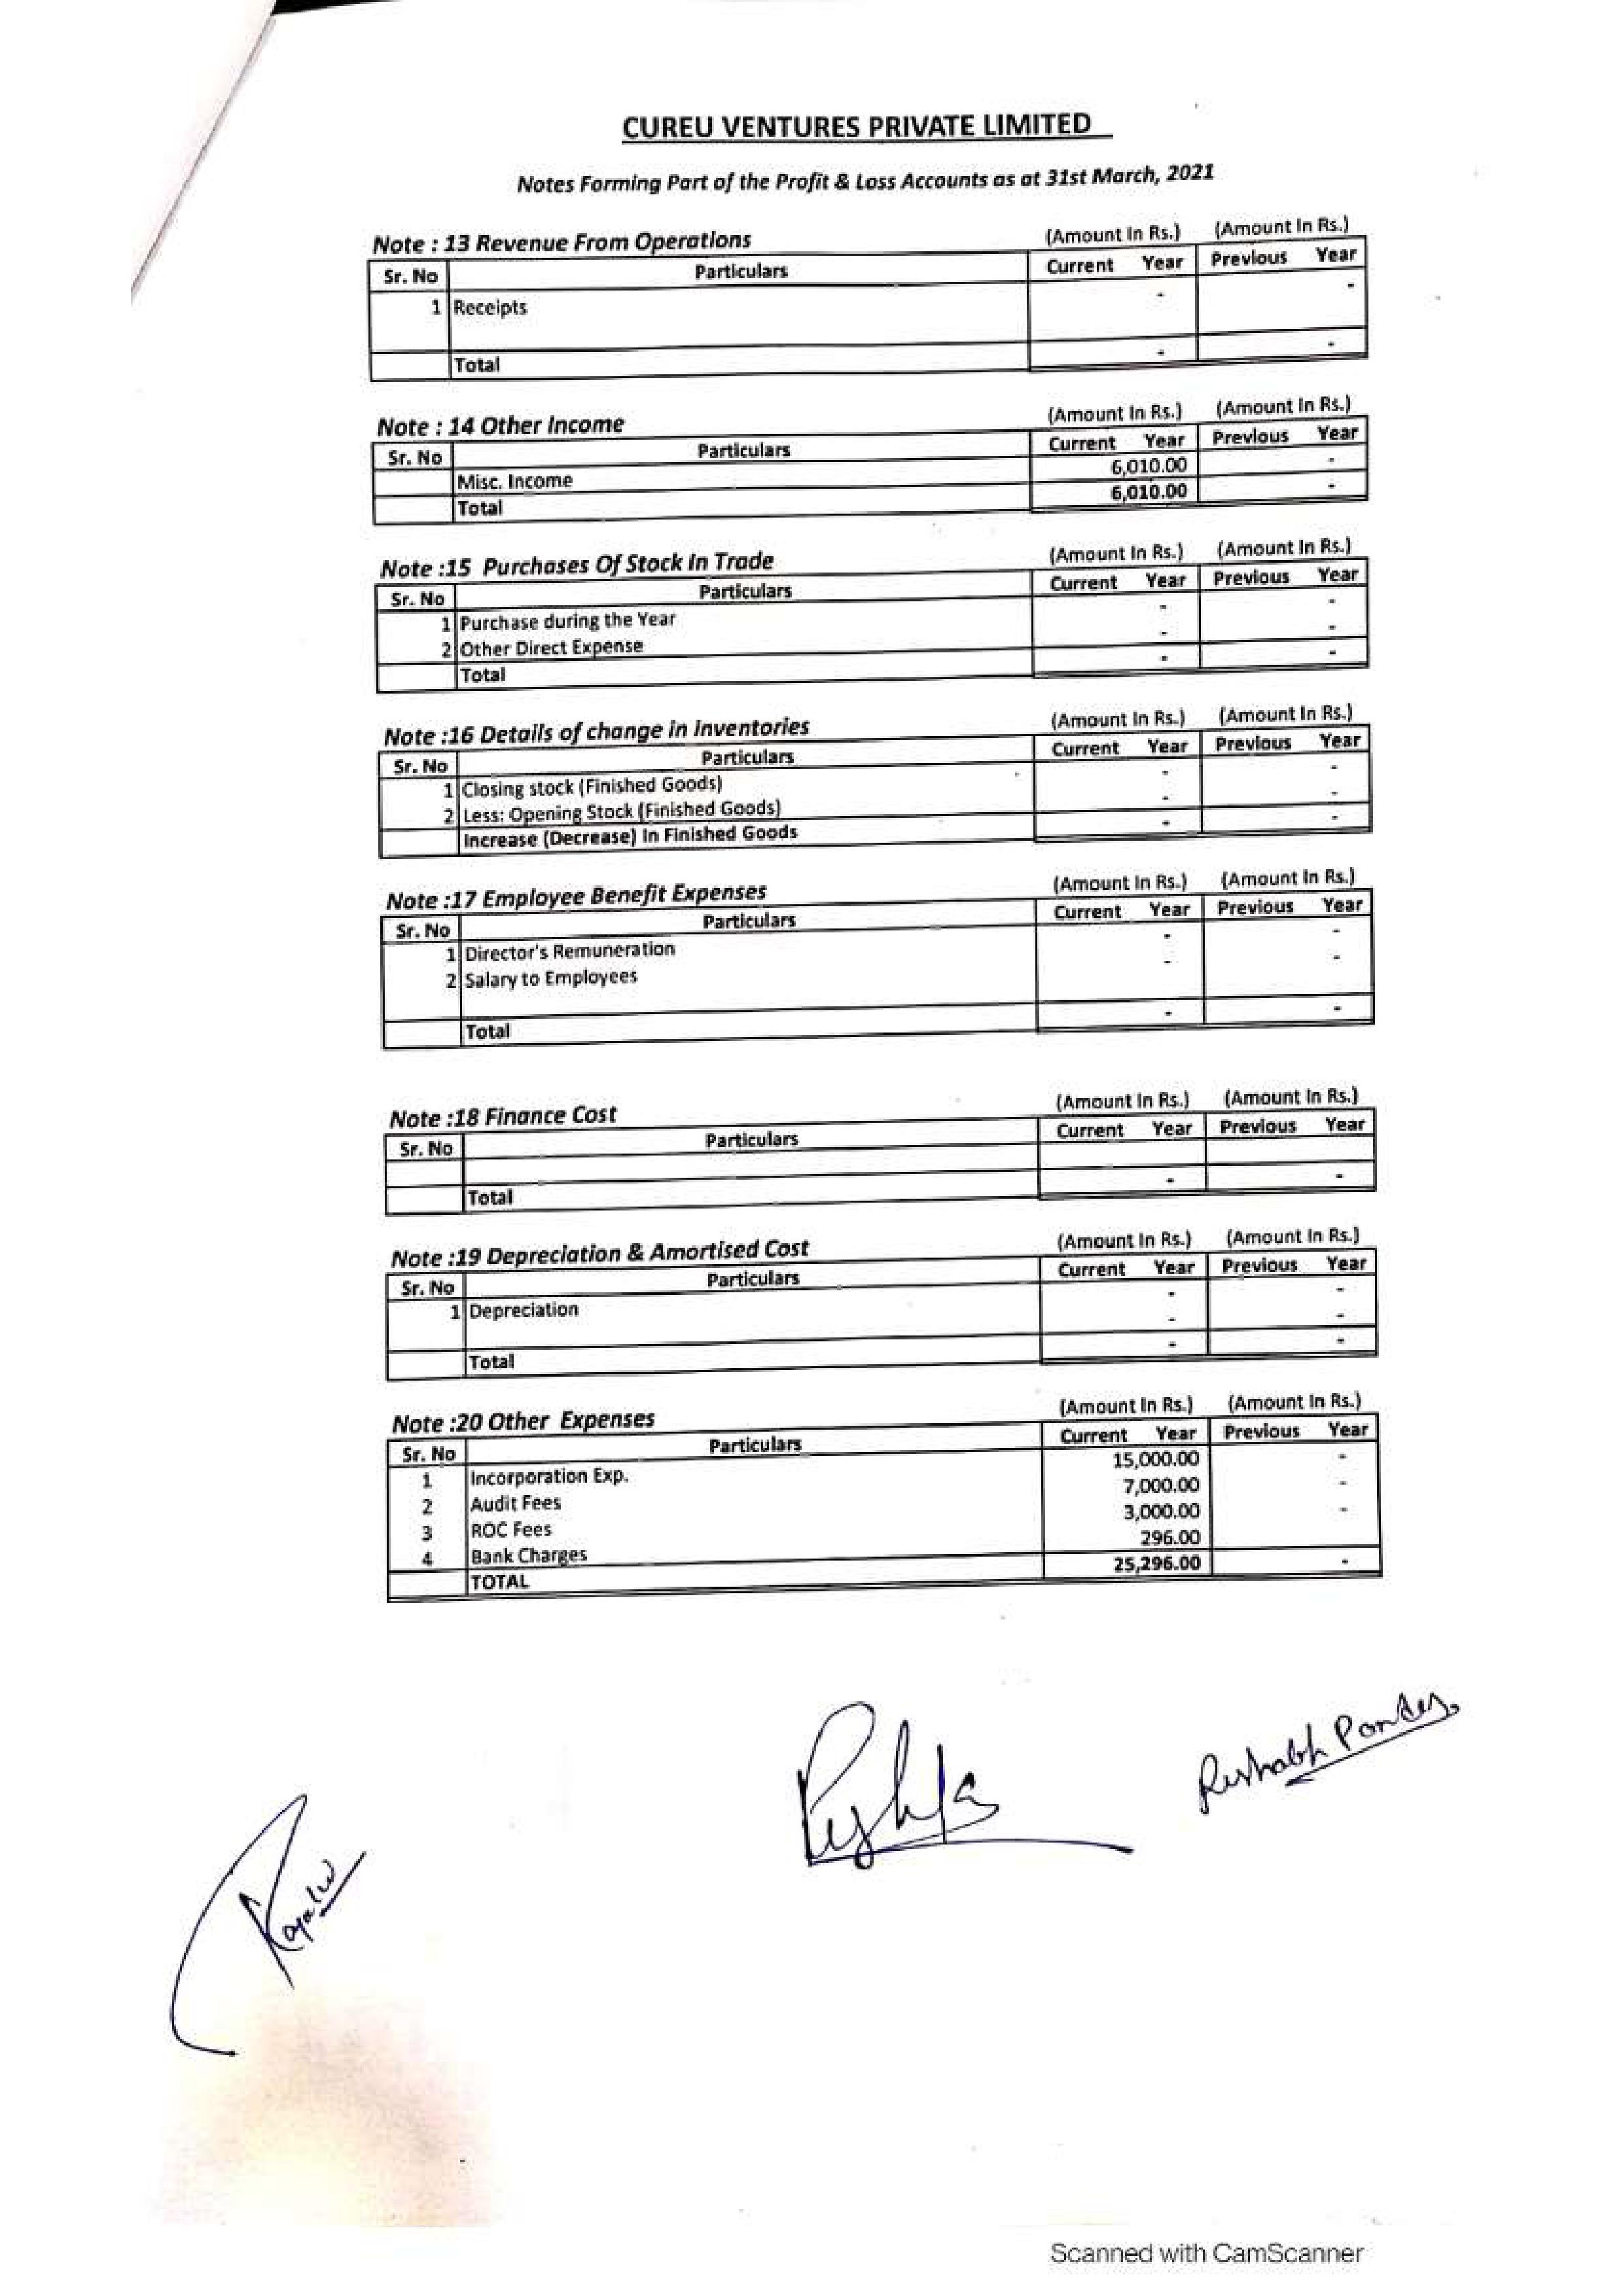 CUREU VENTURES PRIVATE LIMITED
Notes Forming Part of the Profit & Loss Accounts as at 31st March, 2021
Note : 13 Revenue From Operations (Amount In Rs.) (Amount In Rs.)
Sr. No Particulars Current Year Previous Year
1 Receipts - -
Total - -
Note : 14 Other Income (Amount In Rs.) (Amount In Rs.)
Sr. No Particulars Current Year Previous Year
Misc. Income 6,010.00 -
Total 6,010.00 -
Note :15 Purchases Of Stock In Trade (Amount In Rs.) (Amount In Rs.)
Sr. No Particulars Current Year Previous Year
1 Purchase during the Year - -
2 Other Direct Expense - -
Total - -
Note :16 Details of change in Inventories (Amount In Rs.) (Amount In Rs.)
Sr. No Particulars Current Year Previous Year
1 Closing stock (Finished Goods) - -
2 Less: Opening Stock (Finished Goods) - -
Increase (Decrease) In Finished Goods - -
Note :17 Employee Benefit Expenses (Amount In Rs.) (Amount In Rs.)
Sr. No Particulars Current Year Previous Year
1 Director's Remuneration - -
2 Salary to Employees - -
Total - -
Note :18 Finance Cost (Amount In Rs.) (Amount In Rs.)
Sr. No Particulars Current Year Previous Year
Total - -
Note :19 Depreciation & Amortised Cost (Amount In Rs.) (Amount In Rs.)
Sr. No Particulars Current Year Previous Year
1 Depreciation - -
- -
Total - -
Note :20 Other Expenses (Amount In Rs.) (Amount In Rs.)
Sr. No Particulars Current Year Previous Year
1 Incorporation Exp. 15,000.00 -
2 Audit Fees 7,000.00 -
3 ROC Fees 3,000.00 -
4 Bank Charges 296.00
TOTAL 25,296.00 -
Rishabh Pandey
Scanned with CamScanner